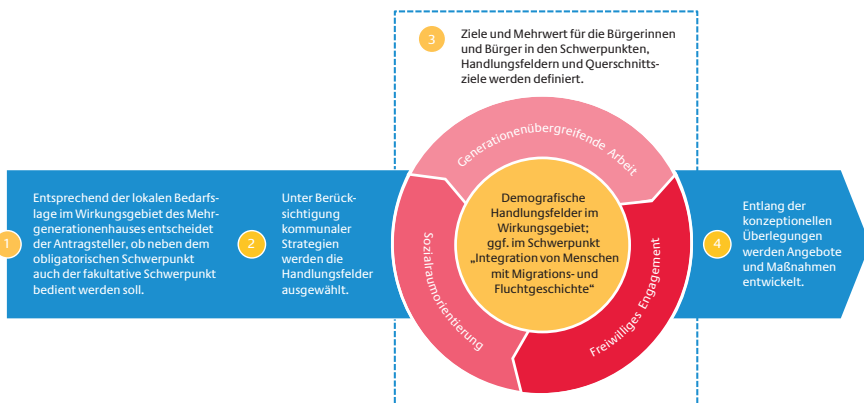 3
Ziele und Mehrwert für die Bürgerinnen
und Bürger in den Schwerpunkten,
Handlungsfeldern und Querschnitts-
ziele werden definiert.
Generationenübergreifende Arbeit
1
Entsprechend der lokalen Bedarfs-
lage im Wirkungsgebiet des Mehr-
generationenhauses entscheidet
der Antragsteller, ob neben dem
obligatorischen Schwerpunkt
auch der fakultative Schwerpunkt
bedient werden soll.
2
Unter Berück-
sichtigung
kommunaler
Strategien
werden die
Handlungsfelder
ausgewählt.
Sozialraumorientierung
Demografische
Handlungsfelder im
Wirkungsgebiet;
ggf. im Schwerpunkt
„Integration von Menschen
mit Migrations- und
Fluchtgeschichte“
Freiwilliges Engagement
4
Entlang der
konzeptionellen
Überlegungen
werden Angebote
und Maßnahmen
entwickelt.